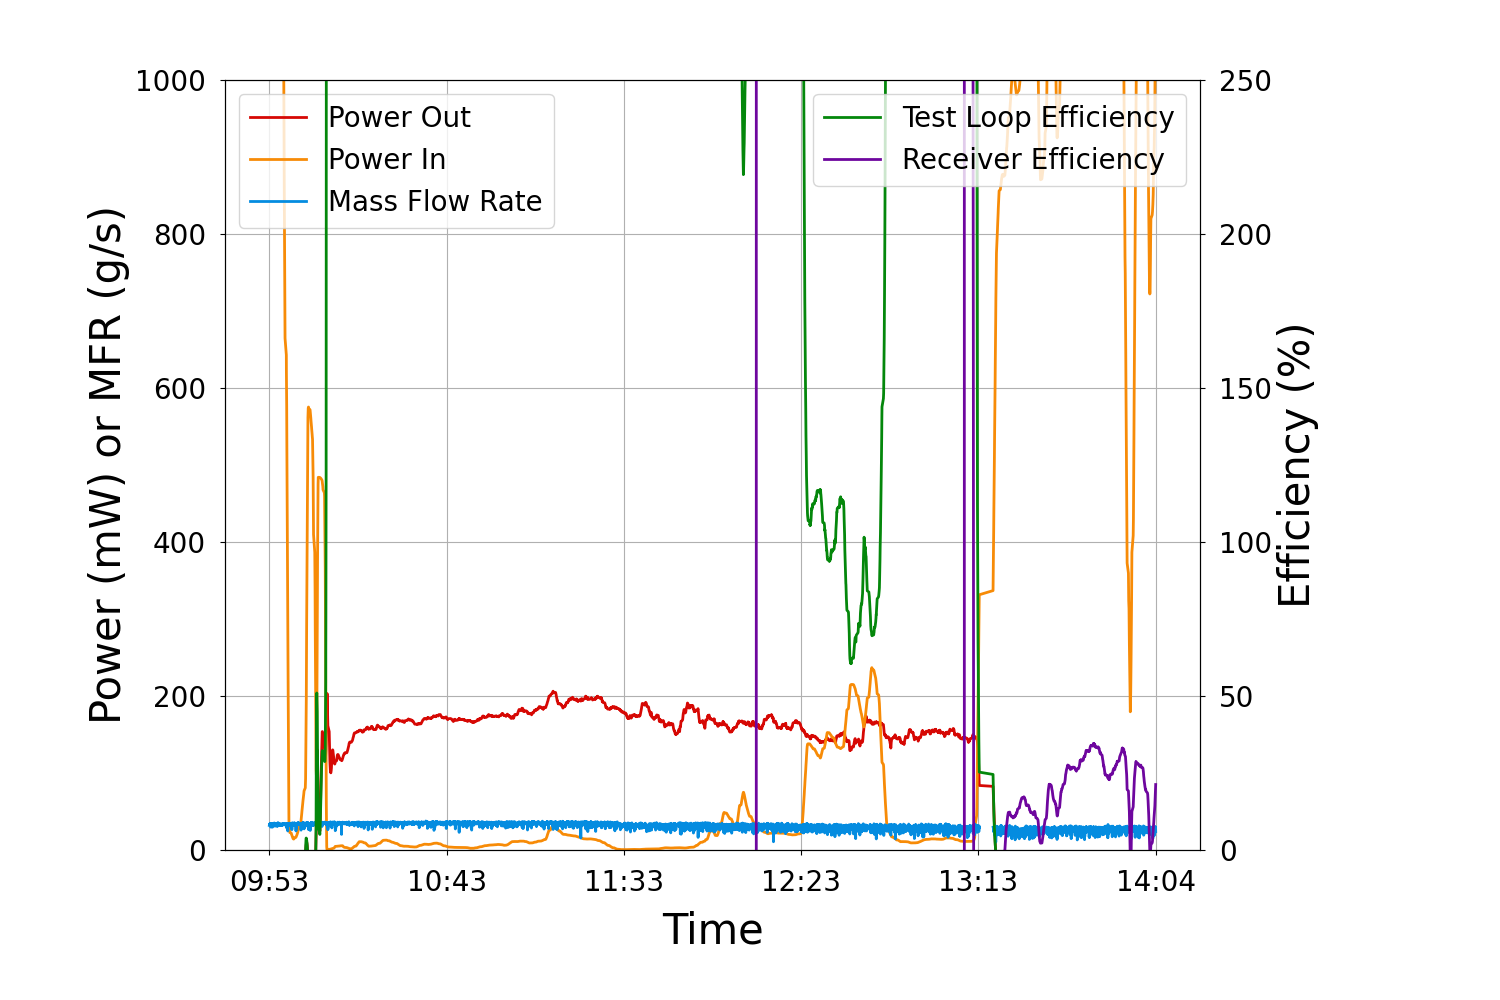 Power (mW) or MFR (g/s)
1000
800
600
400
200
0
Power Out
Power In
Mass Flow Rate
Test Loop Efficiency
Receiver Efficiency
250
200
150
100
50
0
Efficiency (%)
09:53 10:43 11:33 12:23 13:13 14:04
Time